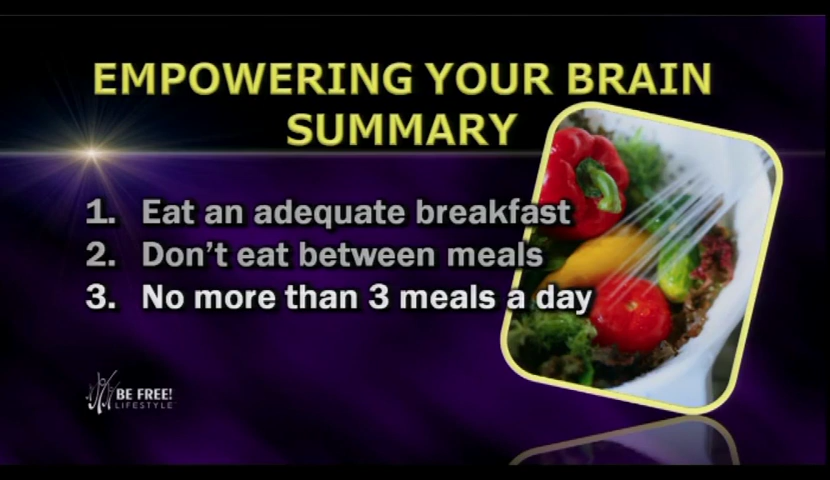 EMPOWERING YOUR BRAIN
SUMMARY
1. Eat an adequate breakfast
2. Don't eat between meals
3. No more than 3 meals a day
BE FREE!
LIFESTYLE